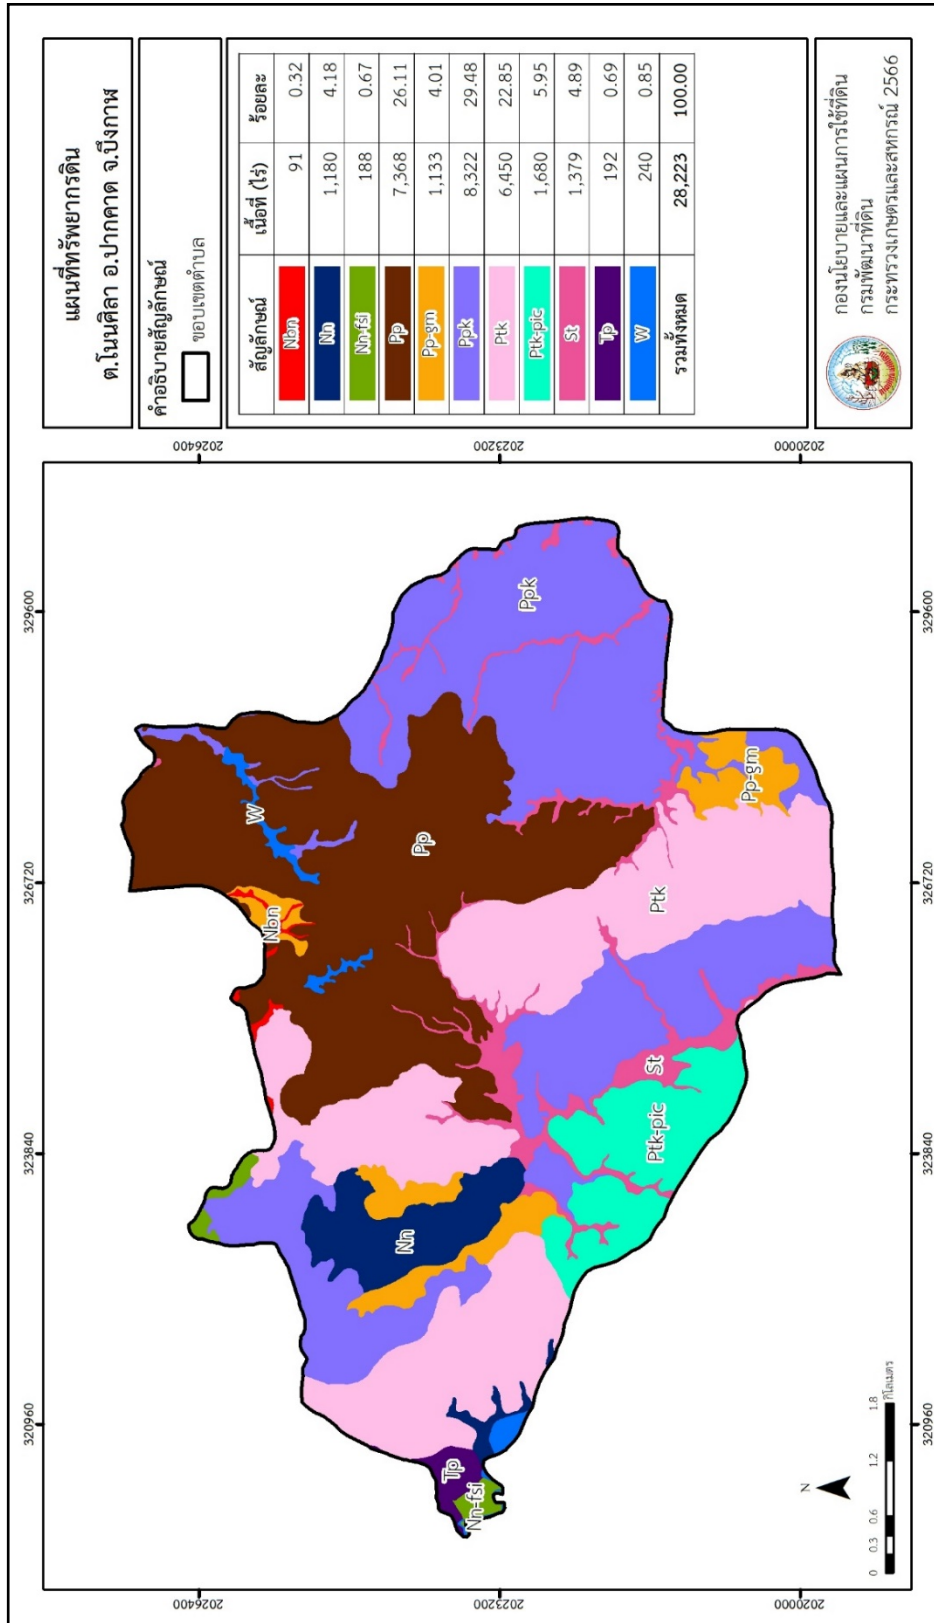 แผนที่ทรัพยากรดิน
ต.โนนศิลา อ.ปากคาด จ.บึงกาฬ
คำอธิบายสัญลักษณ์
ขอบเขตตำบล
สัญลักษณ์ เนื้อที่ (ไร่) ร้อยละ
Nbn 91 0.32
Nn 1,180 4.18
Nn-fsi 188 0.67
Pp 7,368 26.11
Pp-gm 1,133 4.01
Ppk 8,322 29.48
Ptk 6,450 22.85
Ptk-pic 1,680 5.95
St 1,379 4.89
Tp 192 0.69
W 240 0.85
รวมทั้งหมด 28,223 100.00
กองนโยบายและแผนการใช้ที่ดิน
กรมพัฒนาที่ดิน
กระทรวงเกษตรและสหกรณ์ 2566
320960 323840 326720 329600
2026400
2023200
2020000
2026400
2023200
2020000
W
Nbn
Pp
Ppk
Nn
Tp
Nn-fsi
Ptk
Pp-gm
St
Ptk-pic
N
0 0.3 0.6 1.2 1.8
กิโลเมตร